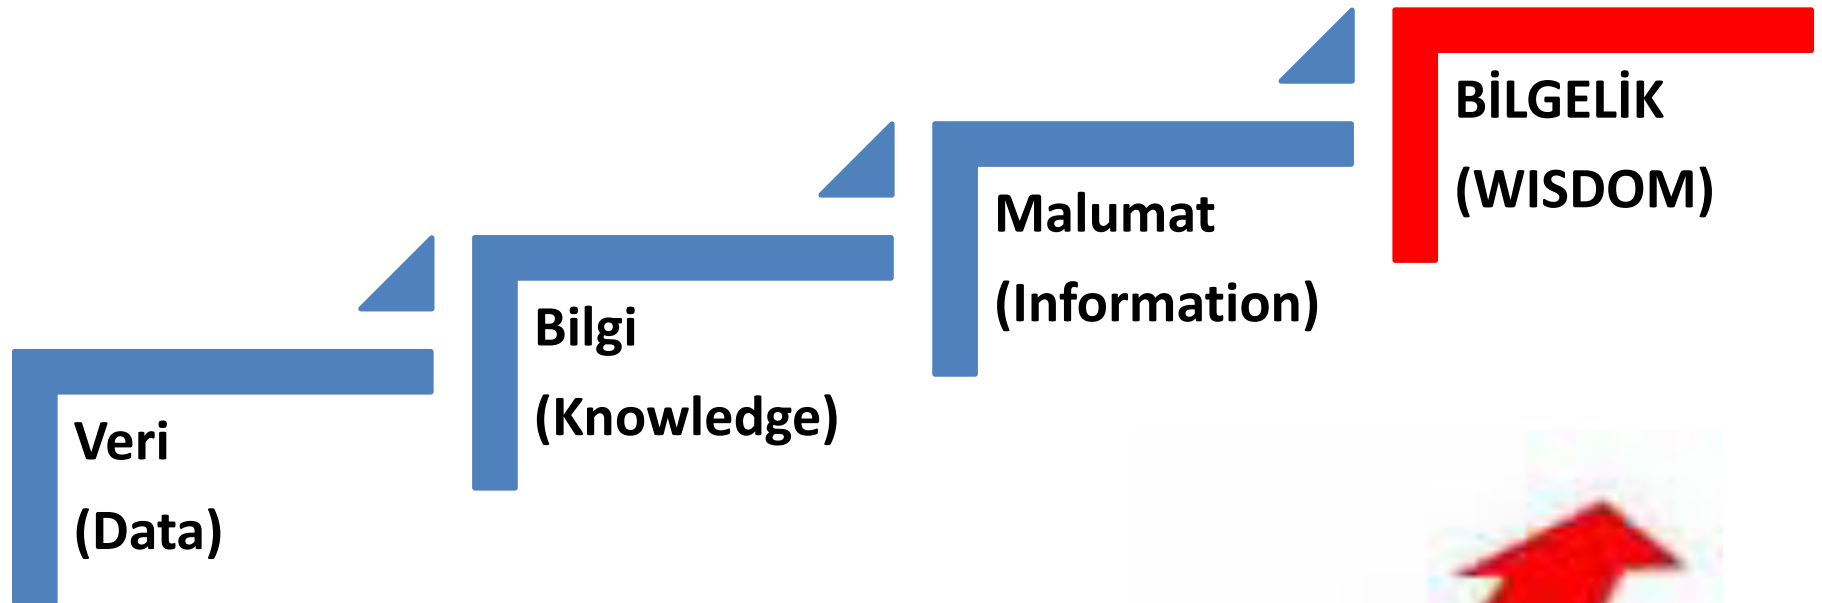 Veri
(Data)
Bilgi
(Knowledge)
Malumat
(Information)
BİLGELİK
(WISDOM)